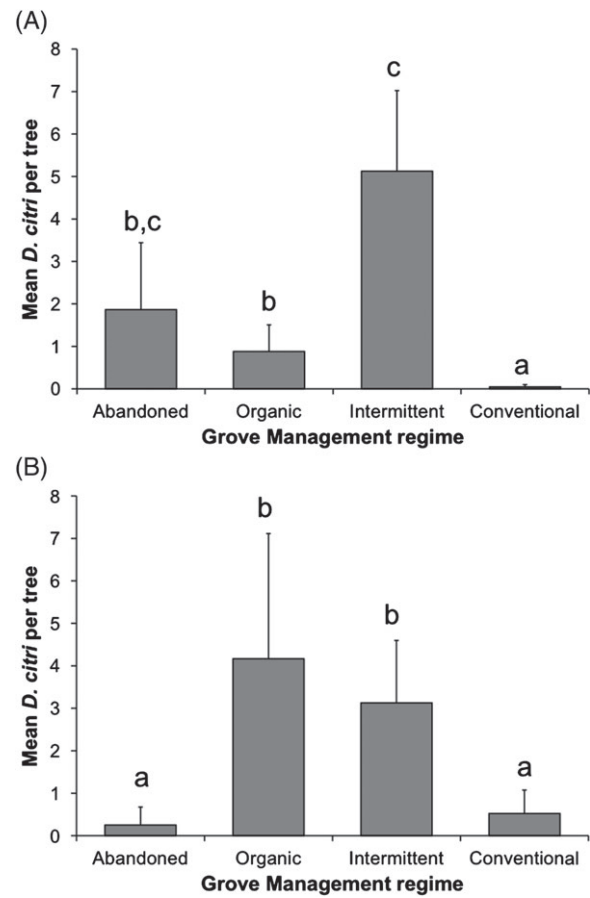 (A)
8
7
6
5
4
3
2
1
0
Mean D. citri per tree
b,c
b
c
a
Abandoned Organic Intermittent Conventional
Grove Management regime
(B)
8
7
6
5
4
3
2
1
0
Mean D. citri per tree
a
b
b
a
Abandoned Organic Intermittent Conventional
Grove Management regime